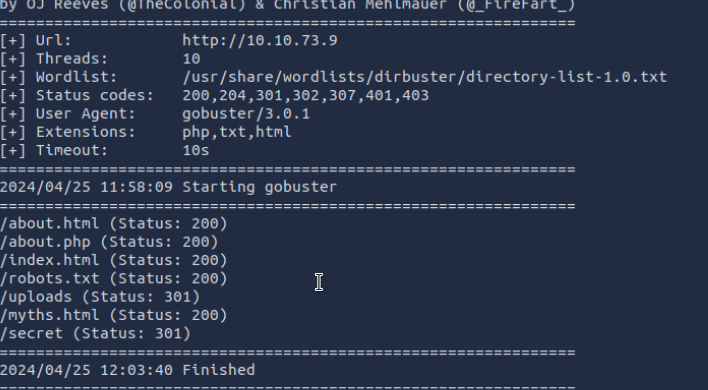 by OJ Reeves (@TheColonial) & Christian Mehlmauer (@_FireFart_)
===============================================================
[+] Url: http://10.10.73.9
[+] Threads: 10
[+] Wordlist: /usr/share/wordlists/dirbuster/directory-list-1.0.txt
[+] Status codes: 200,204,301,302,307,401,403
[+] User Agent: gobuster/3.0.1
[+] Extensions: php,txt,html
[+] Timeout: 10s
===============================================================
2024/04/25 11:58:09 Starting gobuster
===============================================================
/about.html (Status: 200)
/about.php (Status: 200)
/index.html (Status: 200)
/robots.txt (Status: 200)
/uploads (Status: 301)
/myths.html (Status: 200)
/secret (Status: 301)
===============================================================
2024/04/25 12:03:40 Finished
===============================================================